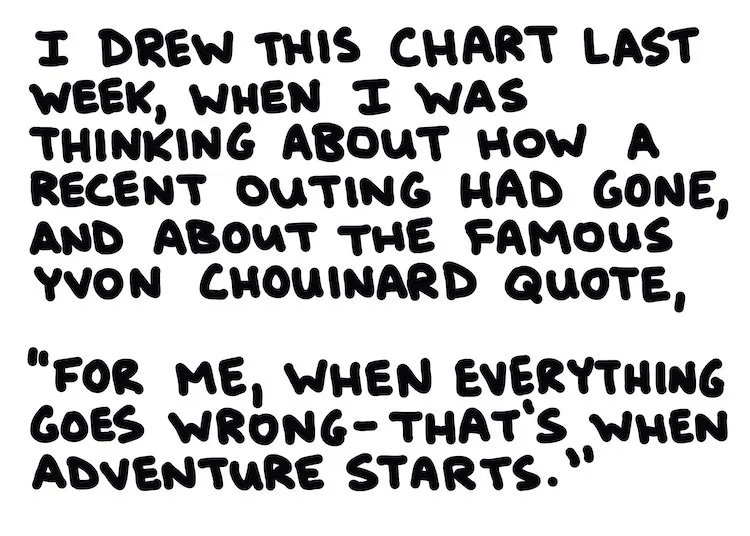 I DREW THIS CHART LAST
WEEK, WHEN I WAS
THINKING ABOUT HOW A
RECENT OUTING HAD GONE,
AND ABOUT THE FAMOUS
YVON CHOUINARD QUOTE,
"FOR ME, WHEN EVERYTHING
GOES WRONG-THAT'S WHEN
ADVENTURE STARTS."